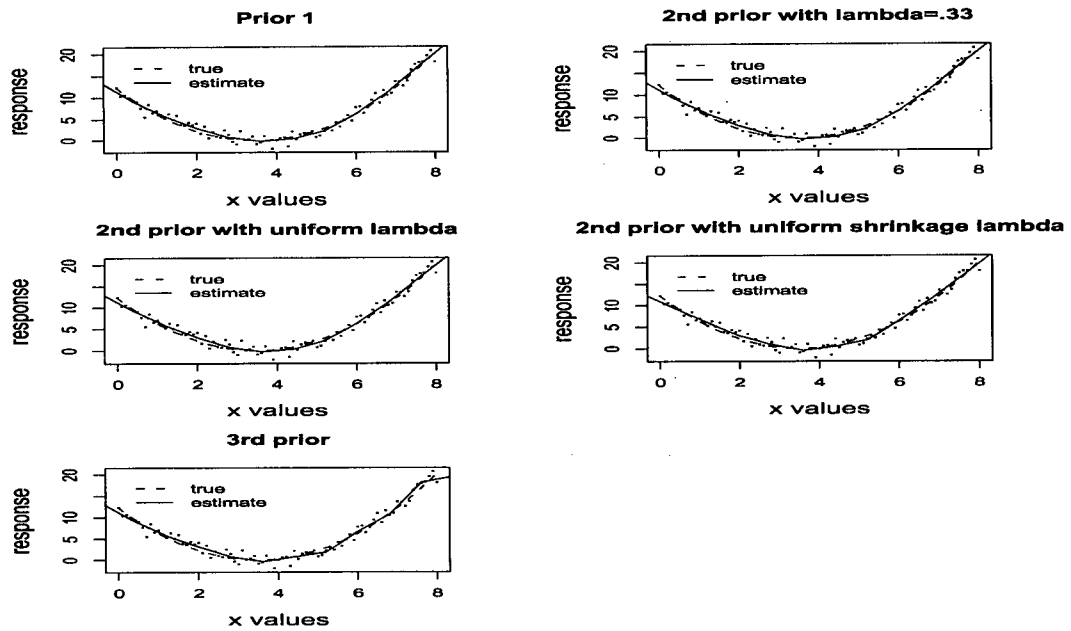 Prior 1
response
0 5 10 20
true
estimate
0 2 4 6 8
x values
2nd prior with lambda=.33
response
0 5 10 20
true
estimate
0 2 4 6 8
x values
2nd prior with uniform lambda
response
0 5 10 20
true
estimate
0 2 4 6 8
x values
2nd prior with uniform shrinkage lambda
response
0 5 10 20
true
estimate
0 2 4 6 8
x values
3rd prior
response
0 5 10 20
true
estimate
0 2 4 6 8
x values